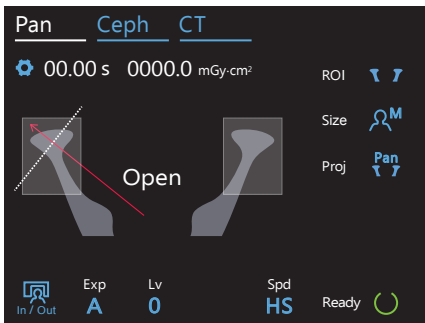 Pan Ceph CT
00.00 s 0000.0 mGy·cm²
ROI
Size M
Proj Pan
Open
In / Out
Exp A
Lv 0
Spd HS
Ready